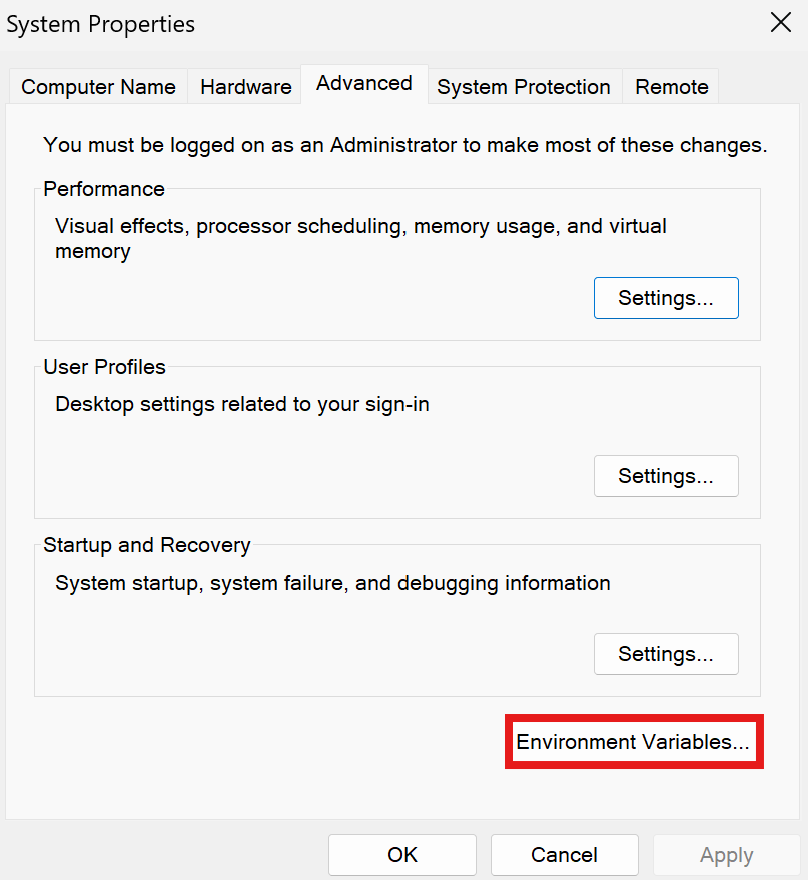 System Properties
Computer Name
Hardware
Advanced
System Protection
Remote
You must be logged on as an Administrator to make most of these changes.
Performance
Visual effects, processor scheduling, memory usage, and virtual
memory
Settings...
User Profiles
Desktop settings related to your sign-in
Settings...
Startup and Recovery
System startup, system failure, and debugging information
Settings...
Environment Variables...
OK
Cancel
Apply